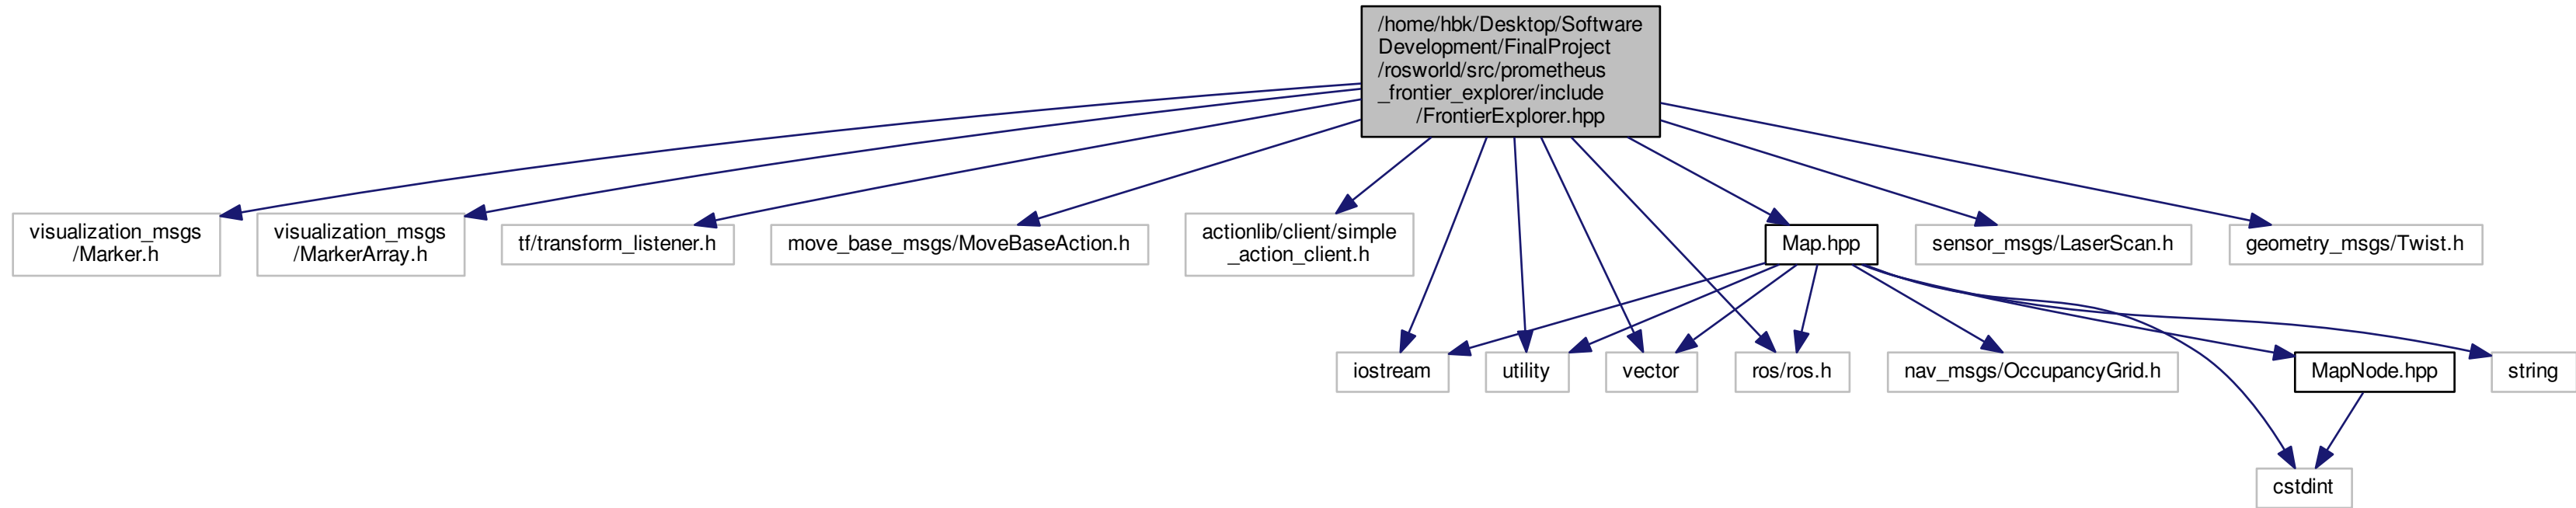 /home/hbk/Desktop/Software
Development/FinalProject
/rosworld/src/prometheus
_frontier_explorer/include
/FrontierExplorer.hpp
visualization_msgs
/Marker.h
visualization_msgs
/MarkerArray.h
tf/transform_listener.h
move_base_msgs/MoveBaseAction.h
actionlib/client/simple
_action_client.h
Map.hpp
sensor_msgs/LaserScan.h
geometry_msgs/Twist.h
iostream
utility
vector
ros/ros.h
nav_msgs/OccupancyGrid.h
MapNode.hpp
string
cstdint